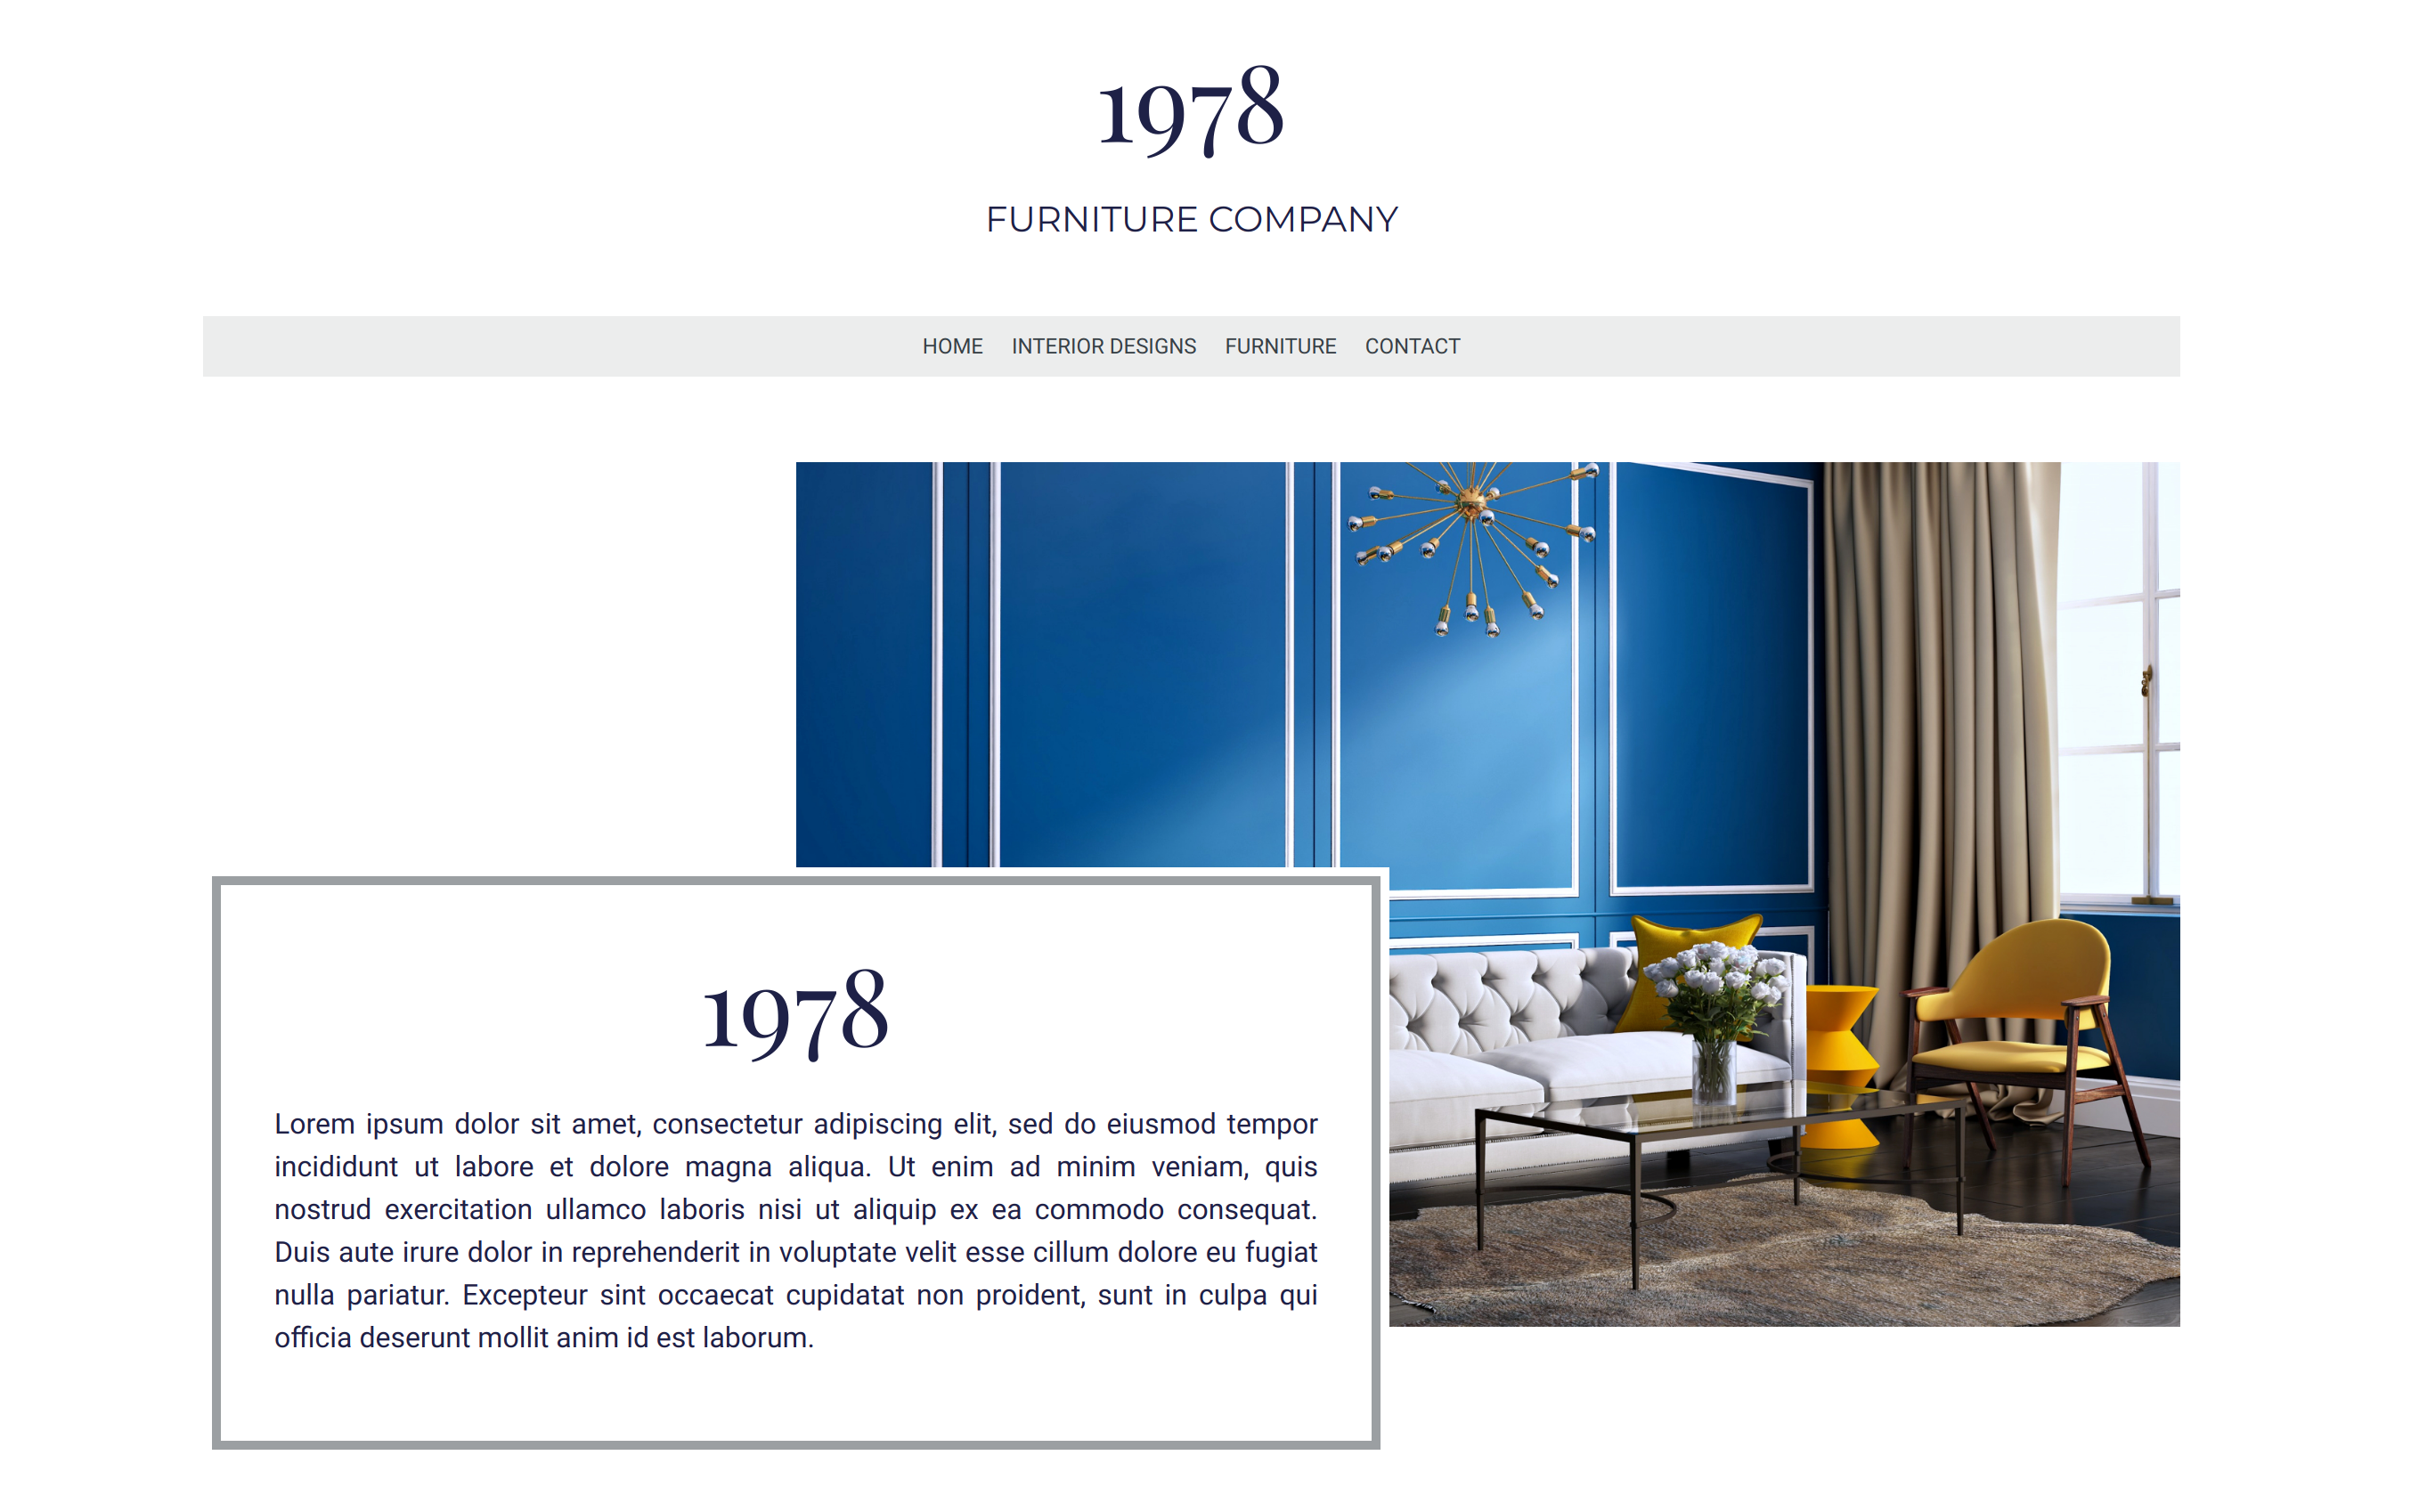 1978
FURNITURE COMPANY
HOME INTERIOR DESIGNS FURNITURE CONTACT
1978
Lorem ipsum dolor sit amet, consectetur adipiscing elit, sed do eiusmod tempor
incididunt ut labore et dolore magna aliqua. Ut enim ad minim veniam, quis
nostrud exercitation ullamco laboris nisi ut aliquip ex ea commodo consequat.
Duis aute irure dolor in reprehenderit in voluptate velit esse cillum dolore eu fugiat
nulla pariatur. Excepteur sint occaecat cupidatat non proident, sunt in culpa qui
officia deserunt mollit anim id est laborum.